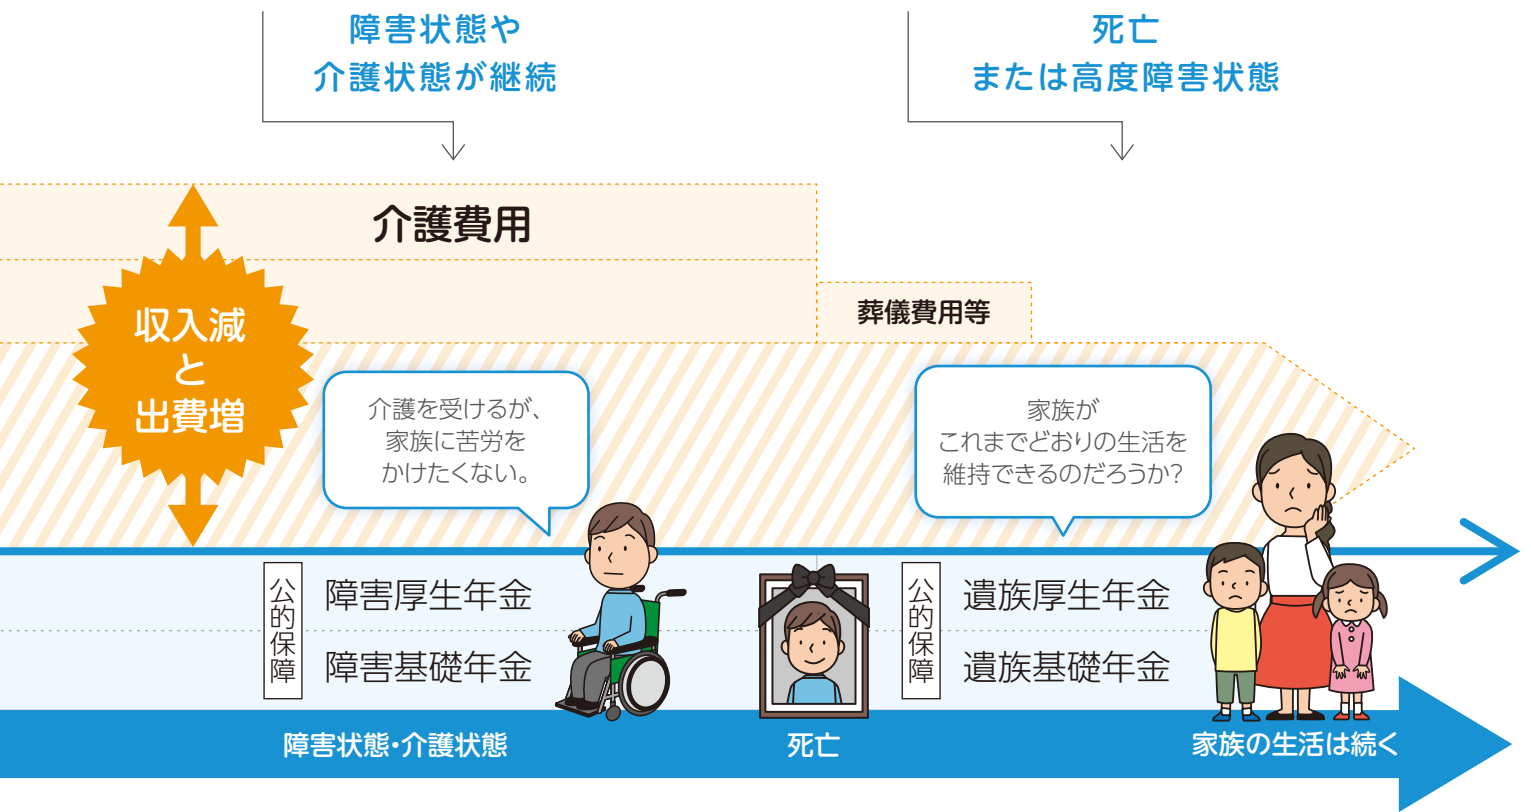 障害状態や
介護状態が継続
死亡
または高度障害状態
介護費用
葬儀費用等
収入減
と
出費増
介護を受けるが、
家族に苦労を
かけたくない。
家族が
これまでどおりの生活を
維持できるのだろうか?
公的保障
障害厚生年金
障害基礎年金
公的保障
遺族厚生年金
遺族基礎年金
障害状態・介護状態
死亡
家族の生活は続く